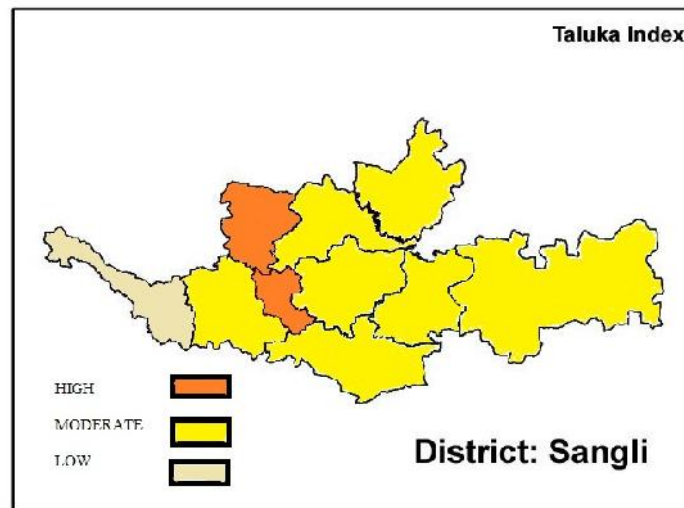 Taluka Index
HIGH
MODERATE
LOW
District: Sangli